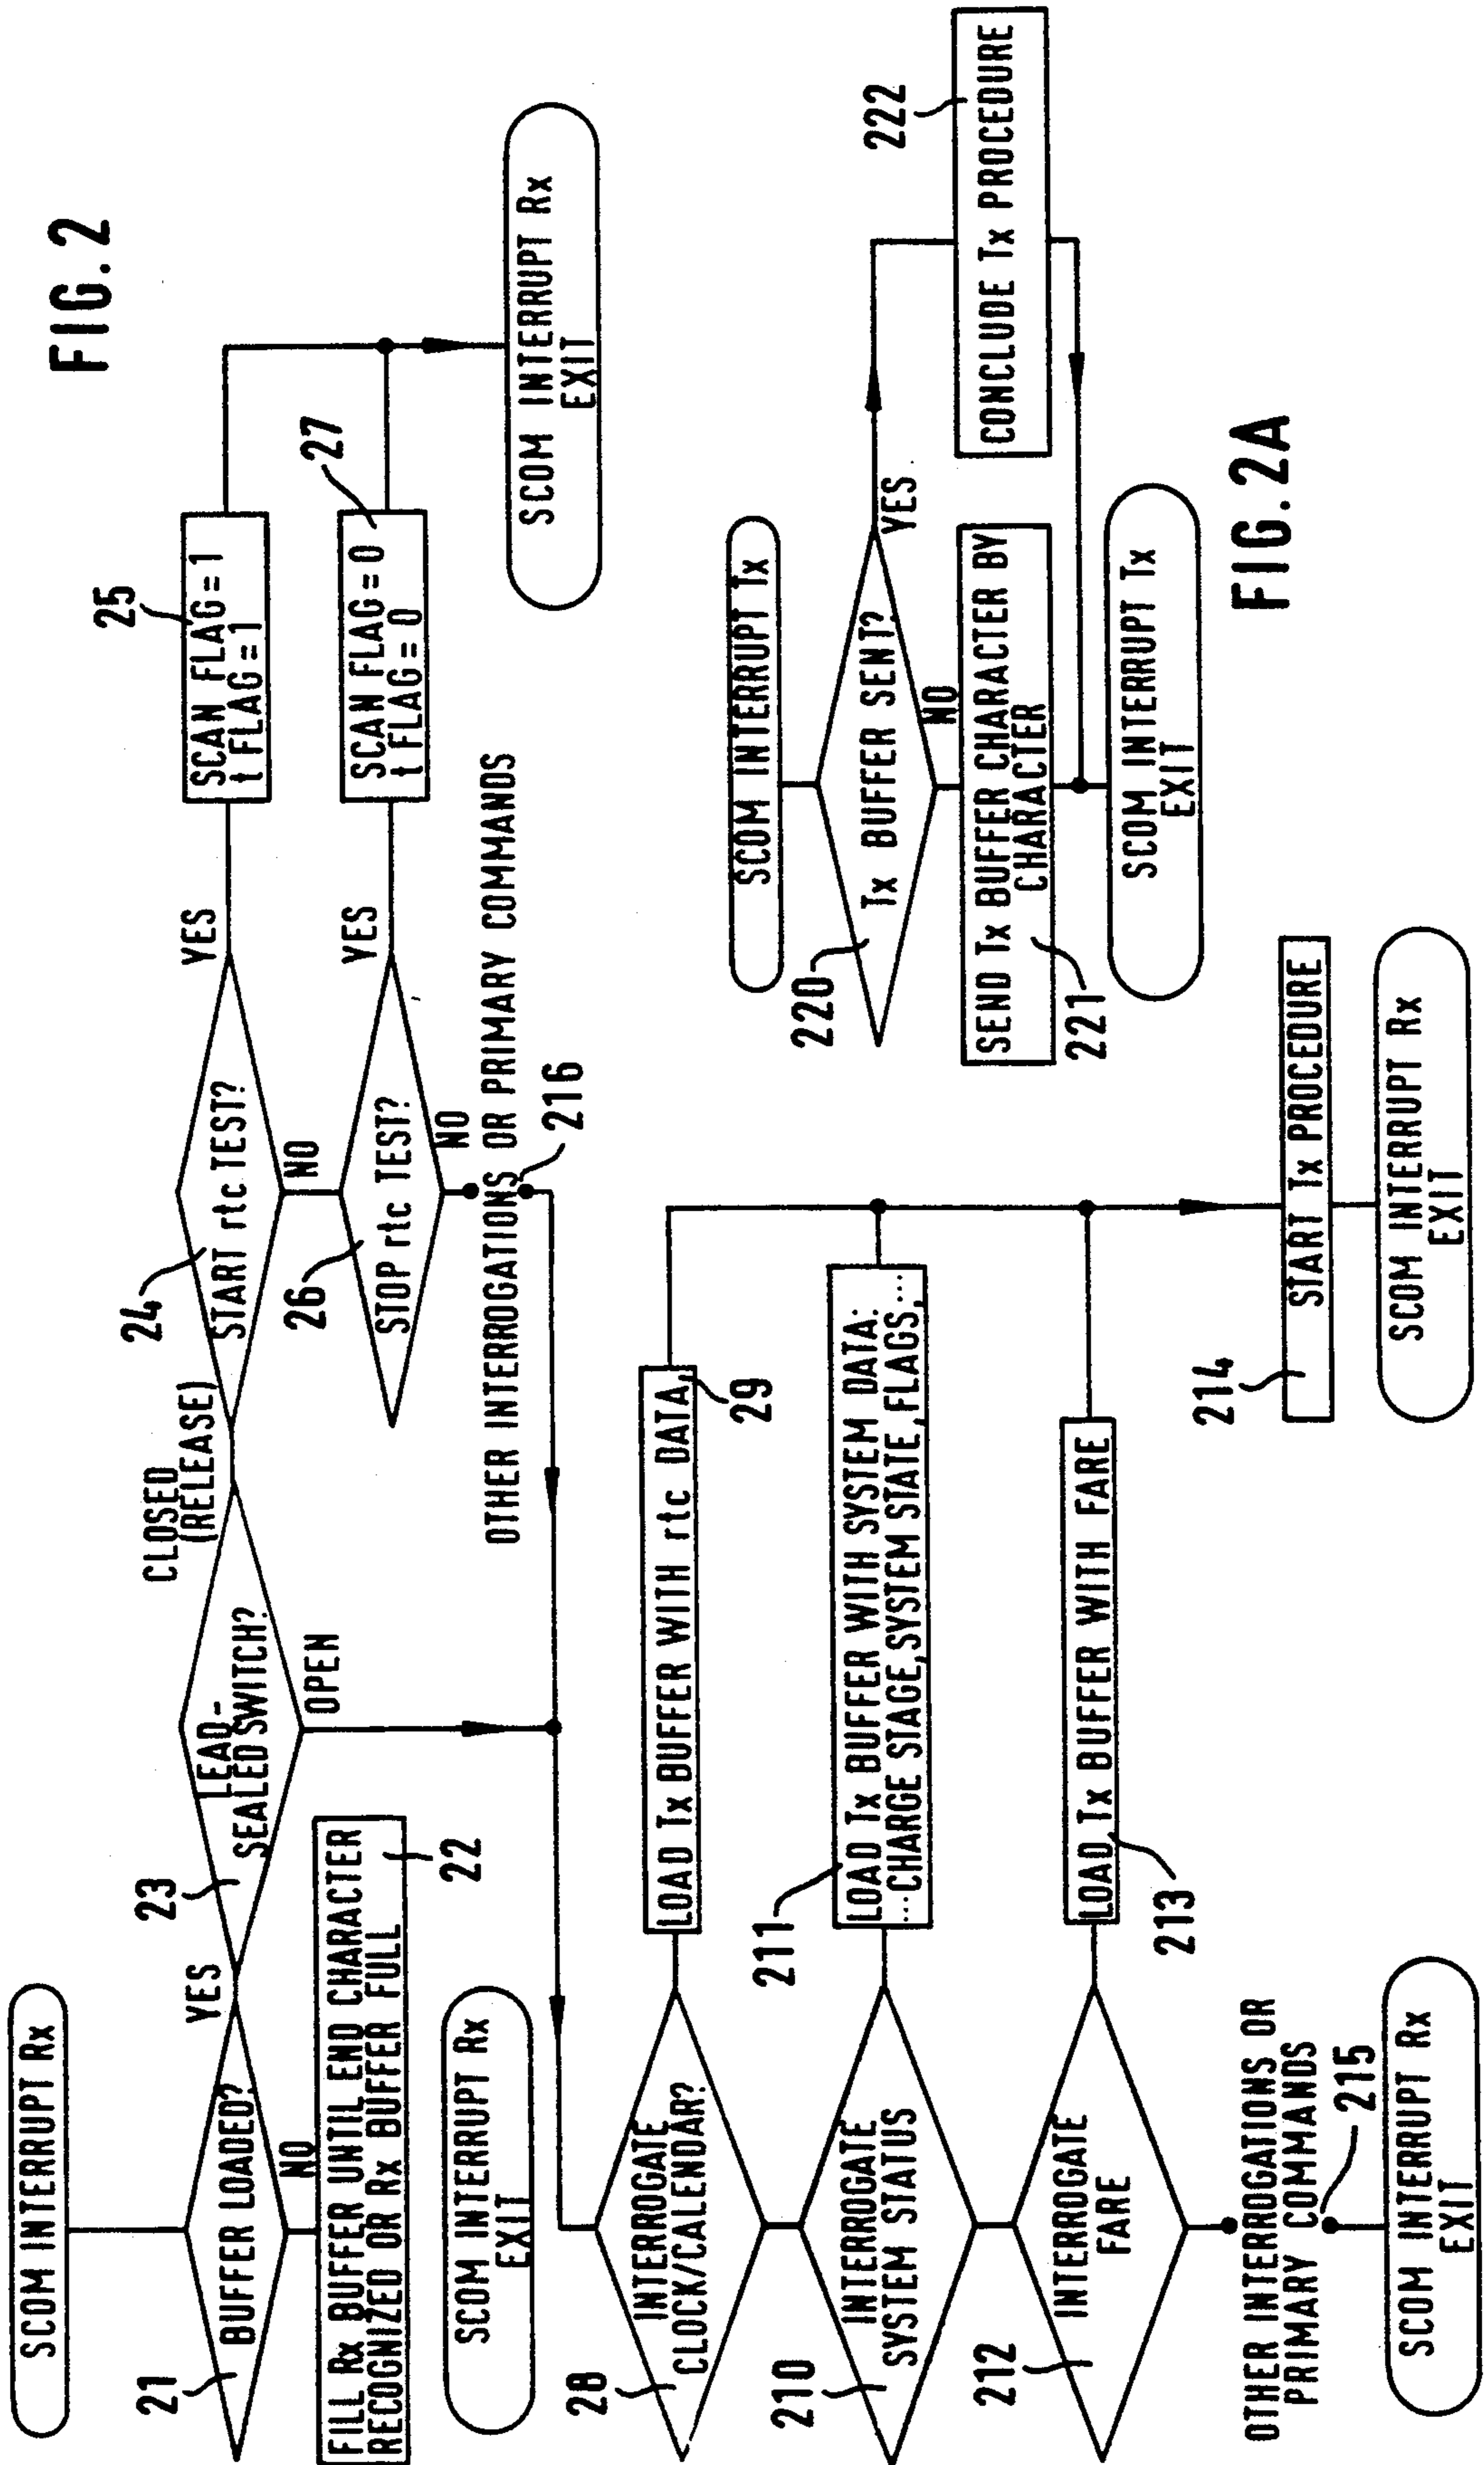 FIG. 2
SCOM INTERRUPT Rx
21
BUFFER LOADED?
YES
NO
FILL Rx BUFFER UNTIL END CHARACTER
RECOGNIZED OR Rx BUFFER FULL
22
SCOM INTERRUPT Rx
EXIT
23
LEAD-
SEALED SWITCH?
OPEN
CLOSED
(RELEASE)
24
START rtc TEST?
YES
NO
25
SCAN FLAG = 1
t FLAG = 1
26
STOP rtc TEST?
YES
NO
27
SCAN FLAG = 0
t FLAG = 0
SCOM INTERRUPT Rx
EXIT
OTHER INTERROGATIONS OR PRIMARY COMMANDS
216
28
INTERROGATE
CLOCK/CALENDAR?
LOAD Tx BUFFER WITH rtc DATA,
29
210
INTERROGATE
SYSTEM STATUS
211
LOAD Tx BUFFER WITH SYSTEM DATA:
...CHARGE STAGE,SYSTEM STATE,FLAGS,...
212
INTERROGATE
FARE
LOAD Tx BUFFER WITH FARE
213
214
START Tx PROCEDURE
SCOM INTERRUPT Rx
EXIT
OTHER INTERROGATIONS OR
PRIMARY COMMANDS
215
SCOM INTERRUPT Rx
EXIT
SCOM INTERRUPT Tx
220
Tx BUFFER SENT?
YES
NO
SEND Tx BUFFER CHARACTER BY
CHARACTER
221
222
CONCLUDE Tx PROCEDURE
SCOM INTERRUPT Tx
EXIT
FIG. 2A